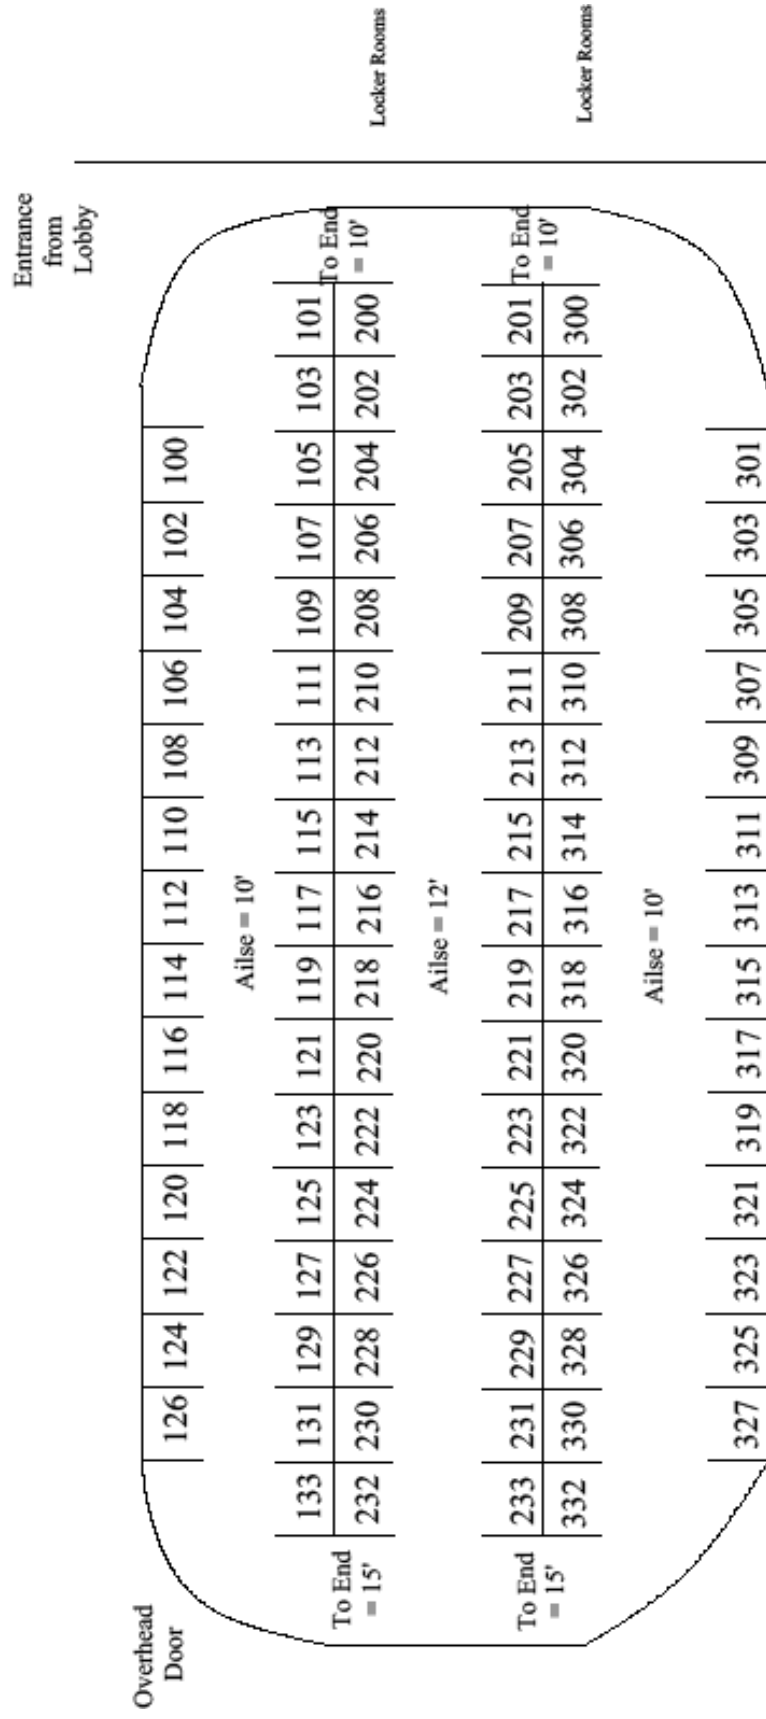 Entrance
from
Lobby
Locker Rooms
Locker Rooms
To End
= 10'
To End
= 10'
Overhead
Door
126 124 122 120 118 116 114 112 110 108 106 104 102 100
Ailse = 10'
133 131 129 127 125 123 121 119 117 115 113 111 109 107 105 103 101
232 230 228 226 224 222 220 218 216 214 212 210 208 206 204 202 200
To End
= 15'
Ailse = 12'
233 231 229 227 225 223 221 219 217 215 213 211 209 207 205 203 201
332 330 328 326 324 322 320 318 316 314 312 310 308 306 304 302 300
To End
= 15'
Ailse = 10'
327 325 323 321 319 317 315 313 311 309 307 305 303 301